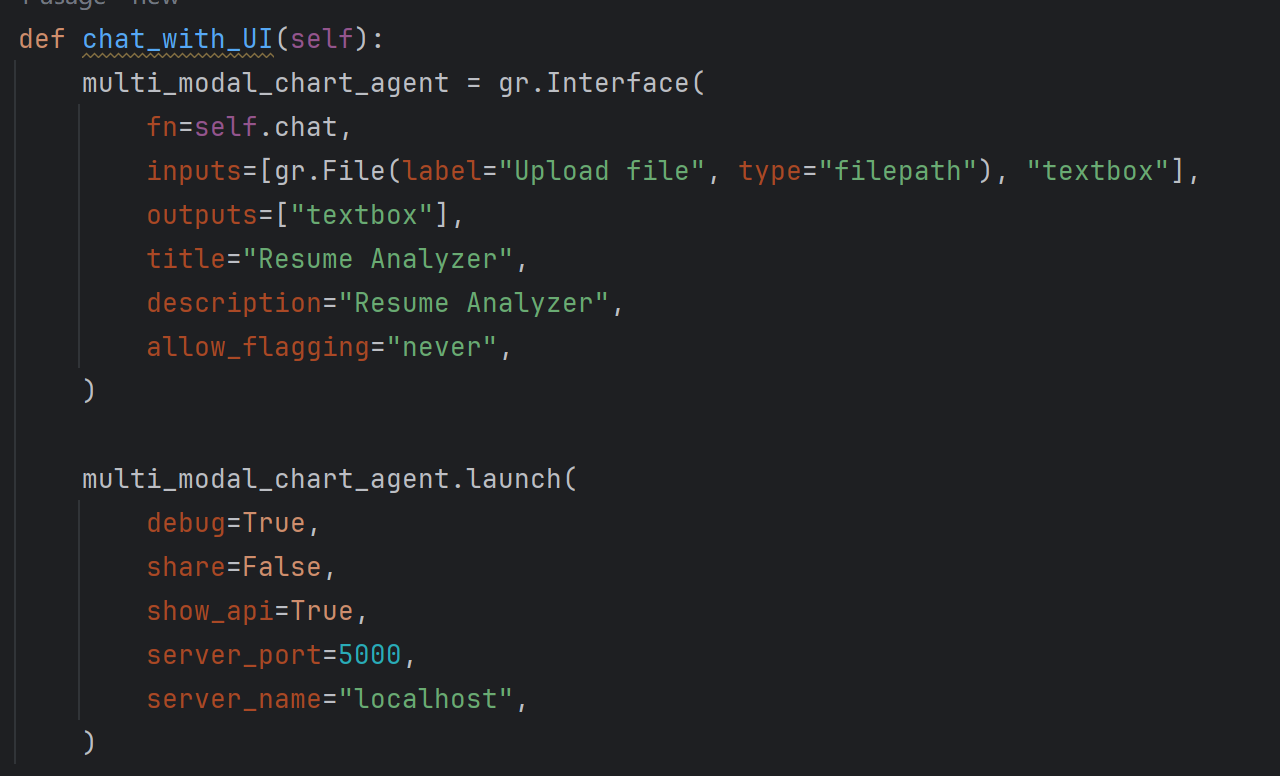 usage new
def chat_with_UI(self):
    multi_modal_chart_agent = gr.Interface(
        fn=self.chat,
        inputs=[gr.File(label="Upload file", type="filepath"), "textbox"],
        outputs=["textbox"],
        title="Resume Analyzer",
        description="Resume Analyzer",
        allow_flagging="never",
    )
    multi_modal_chart_agent.launch(
        debug=True,
        share=False,
        show_api=True,
        server_port=5000,
        server_name="localhost",
    )